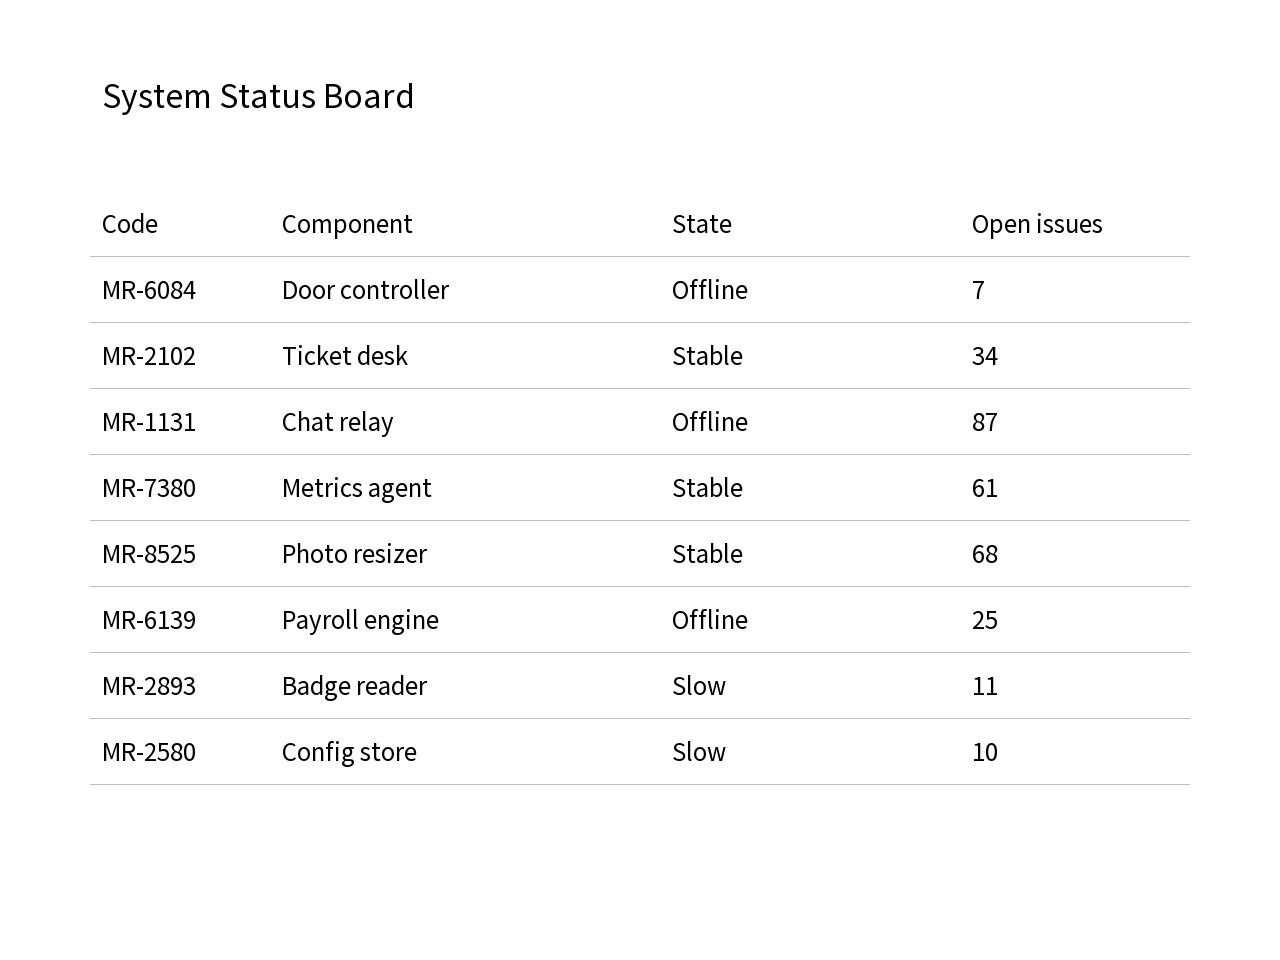 System Status Board
Code Component State Open issues
MR-6084 Door controller Offline 7
MR-2102 Ticket desk Stable 34
MR-1131 Chat relay Offline 87
MR-7380 Metrics agent Stable 61
MR-8525 Photo resizer Stable 68
MR-6139 Payroll engine Offline 25
MR-2893 Badge reader Slow 11
MR-2580 Config store Slow 10